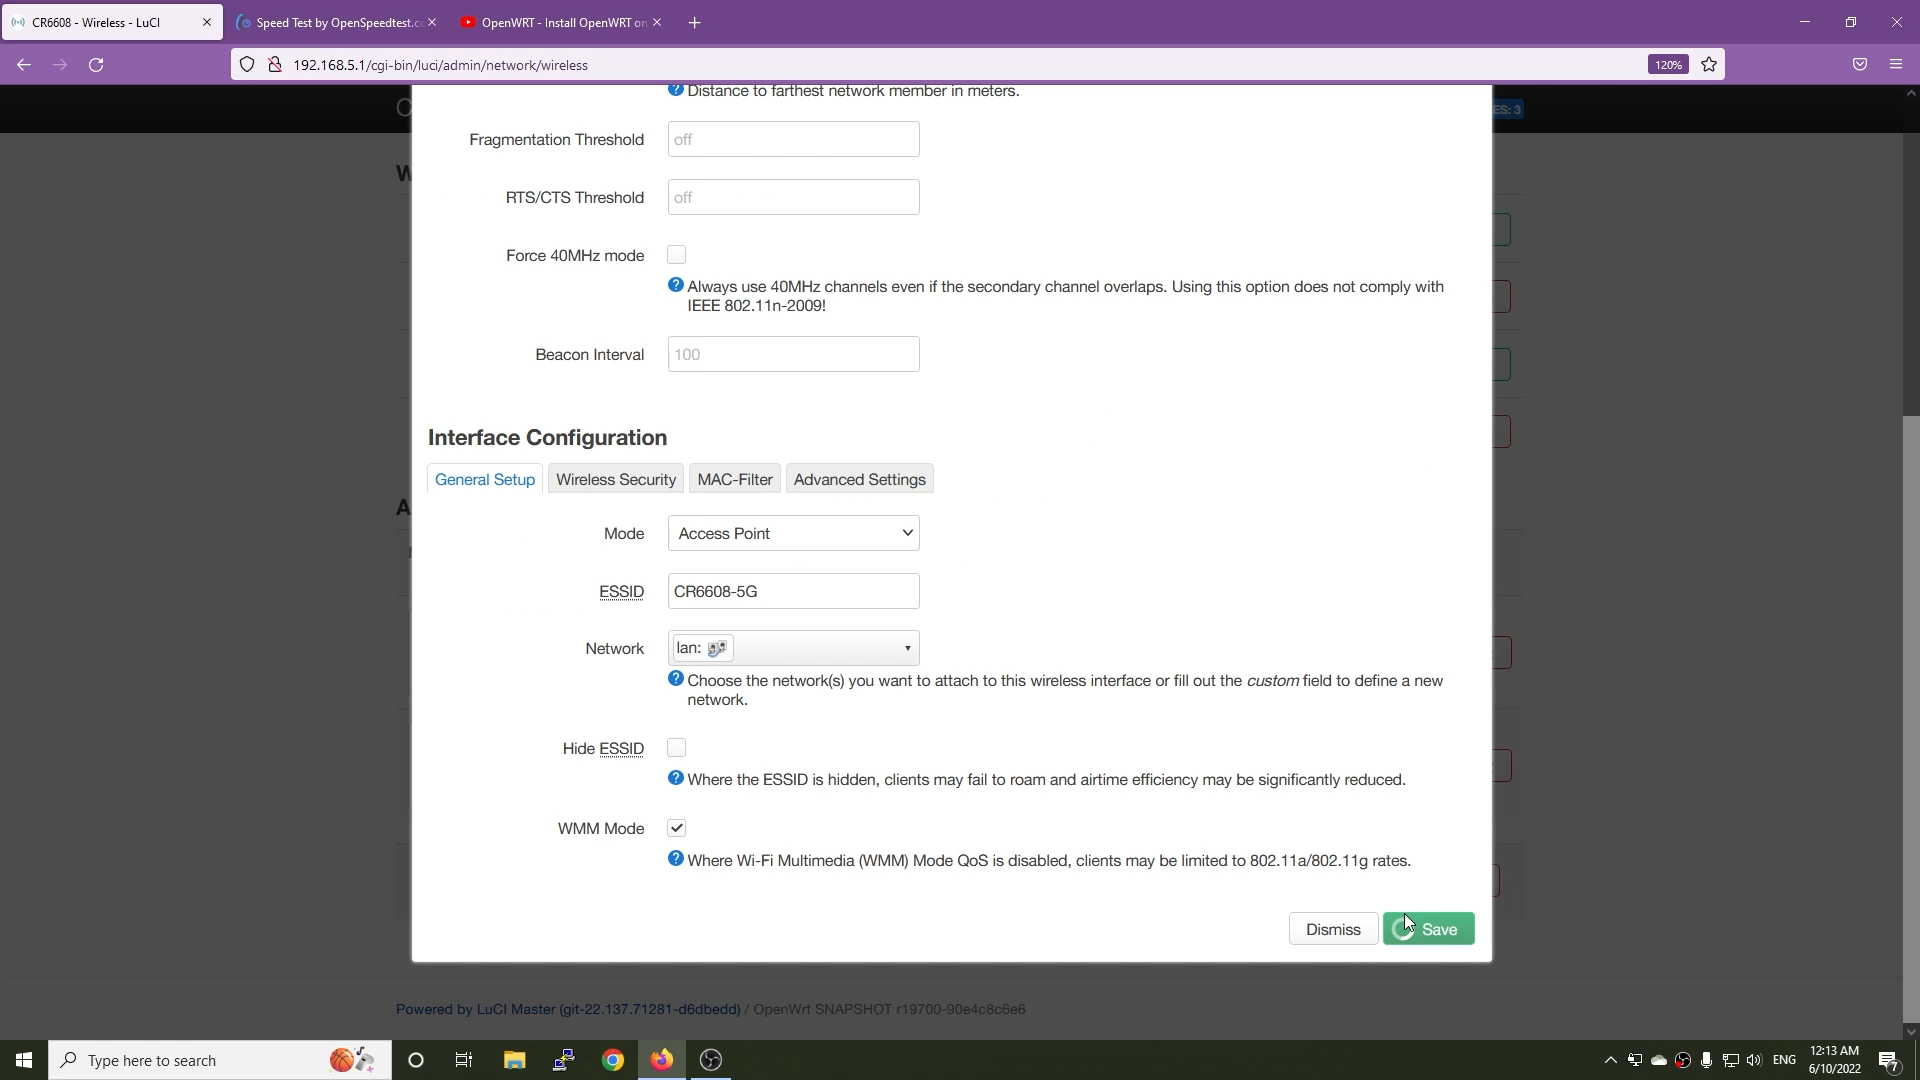 CR6608 - Wireless - LuCI
Speed Test by OpenSpeedtest.c
OpenWRT - Install OpenWRT on
192.168.5.1/cgi-bin/luci/admin/network/wireless
120%
ES: 3
Distance to farthest network member in meters.
Fragmentation Threshold
off
RTS/CTS Threshold
off
Force 40MHz mode
Always use 40MHz channels even if the secondary channel overlaps. Using this option does not comply with
IEEE 802.11n-2009!
Beacon Interval
100
Interface Configuration
General Setup
Wireless Security
MAC-Filter
Advanced Settings
Mode
Access Point
ESSID
CR6608-5G
Network
lan:
Choose the network(s) you want to attach to this wireless interface or fill out the custom field to define a new
network.
Hide ESSID
Where the ESSID is hidden, clients may fail to roam and airtime efficiency may be significantly reduced.
WMM Mode
Where Wi-Fi Multimedia (WMM) Mode QoS is disabled, clients may be limited to 802.11a/802.11g rates.
Dismiss
Save
Powered by LuCI Master (git-22.137.71281-d6dbedd) / OpenWrt SNAPSHOT r19700-90e4c8c6e6
Type here to search
ENG
12:13 AM
6/10/2022
7